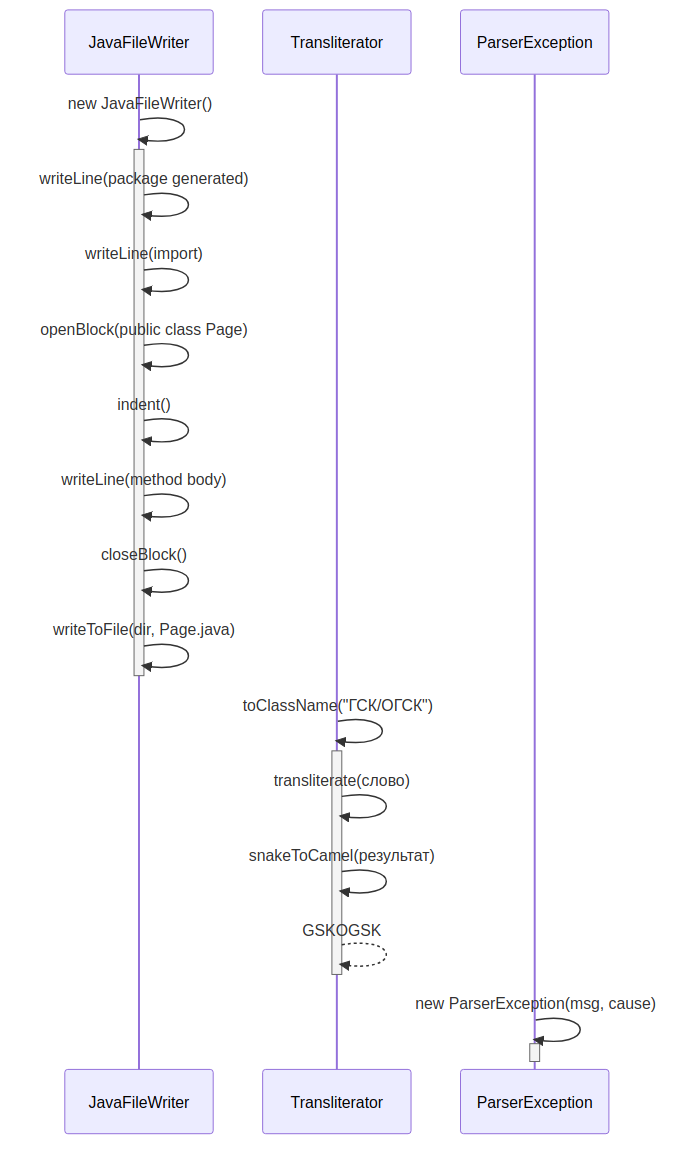 JavaFileWriter
Transliterator
ParserException
new JavaFileWriter()
writeLine(package generated)
writeLine(import)
openBlock(public class Page)
indent()
writeLine(method body)
closeBlock()
writeToFile(dir, Page.java)
toClassName("ГСК/ОГСК")
transliterate(слово)
snakeToCamel(результат)
GSKOGSK
new ParserException(msg, cause)
JavaFileWriter
Transliterator
ParserException